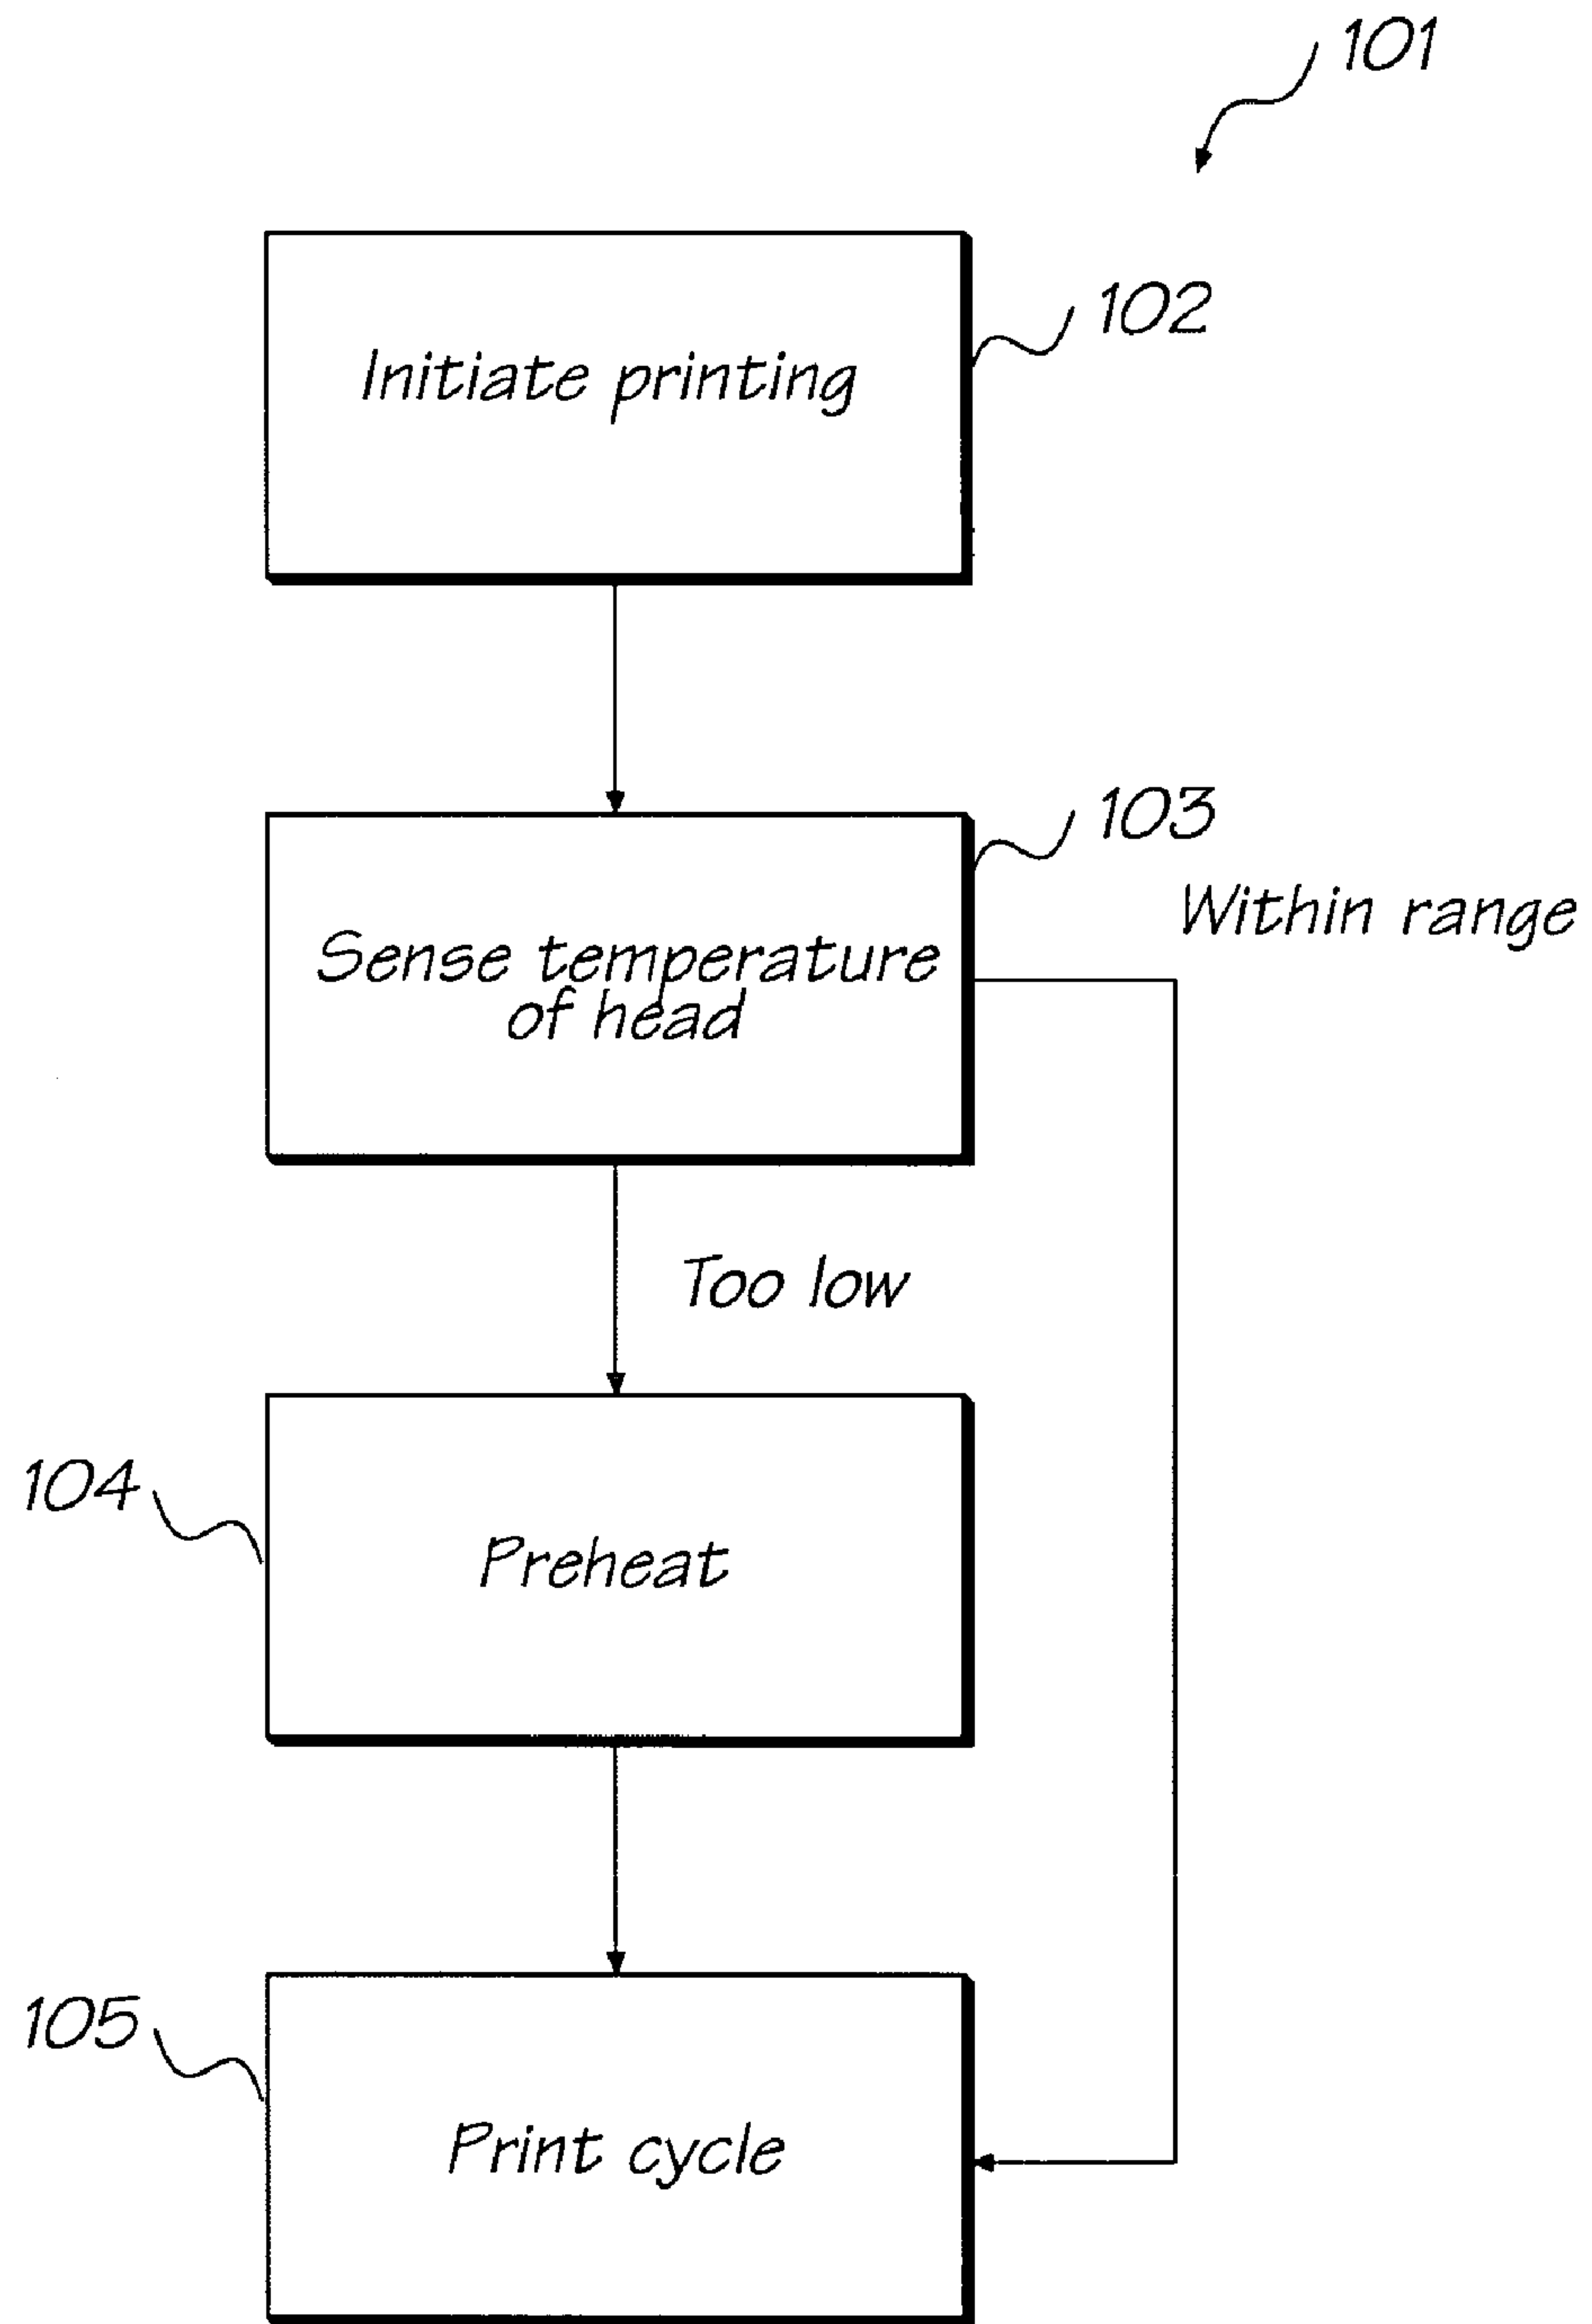 101
Initiate printing
102
103
Within range
Sense temperature
of head
Too low
104
Preheat
105
Print cycle